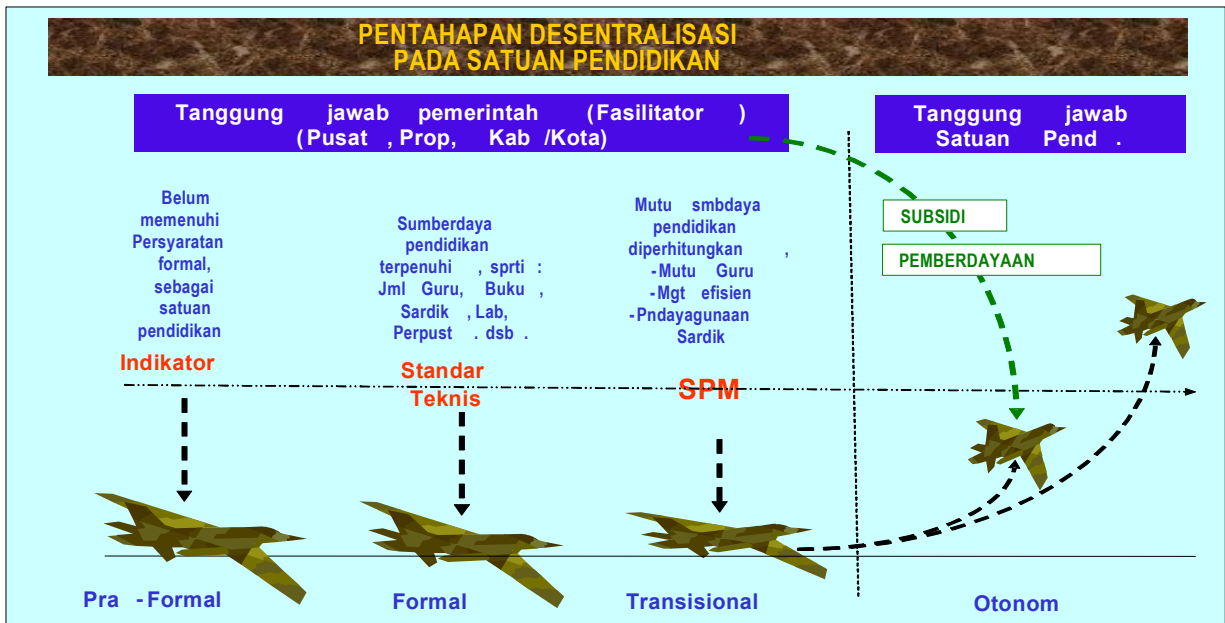 PENTAHAPAN DESENTRALISASI
PADA SATUAN PENDIDIKAN
Tanggung jawab pemerintah (Fasilitator )
(Pusat , Prop, Kab /Kota)
Tanggung jawab
Satuan Pend .
Belum
memenuhi
Persyaratan
formal,
sebagai
satuan
pendidikan
Indikator
Sumberdaya
pendidikan
terpenuhi , sprti :
Jml Guru, Buku ,
Sardik , Lab,
Perpust . dsb .
Standar
Teknis
Mutu smbdaya
pendidikan
diperhitungkan ,
-Mutu Guru
-Mgt efisien
-Pndayagunaan
Sardik
SPM
SUBSIDI
PEMBERDAYAAN
Pra -Formal
Formal
Transisional
Otonom